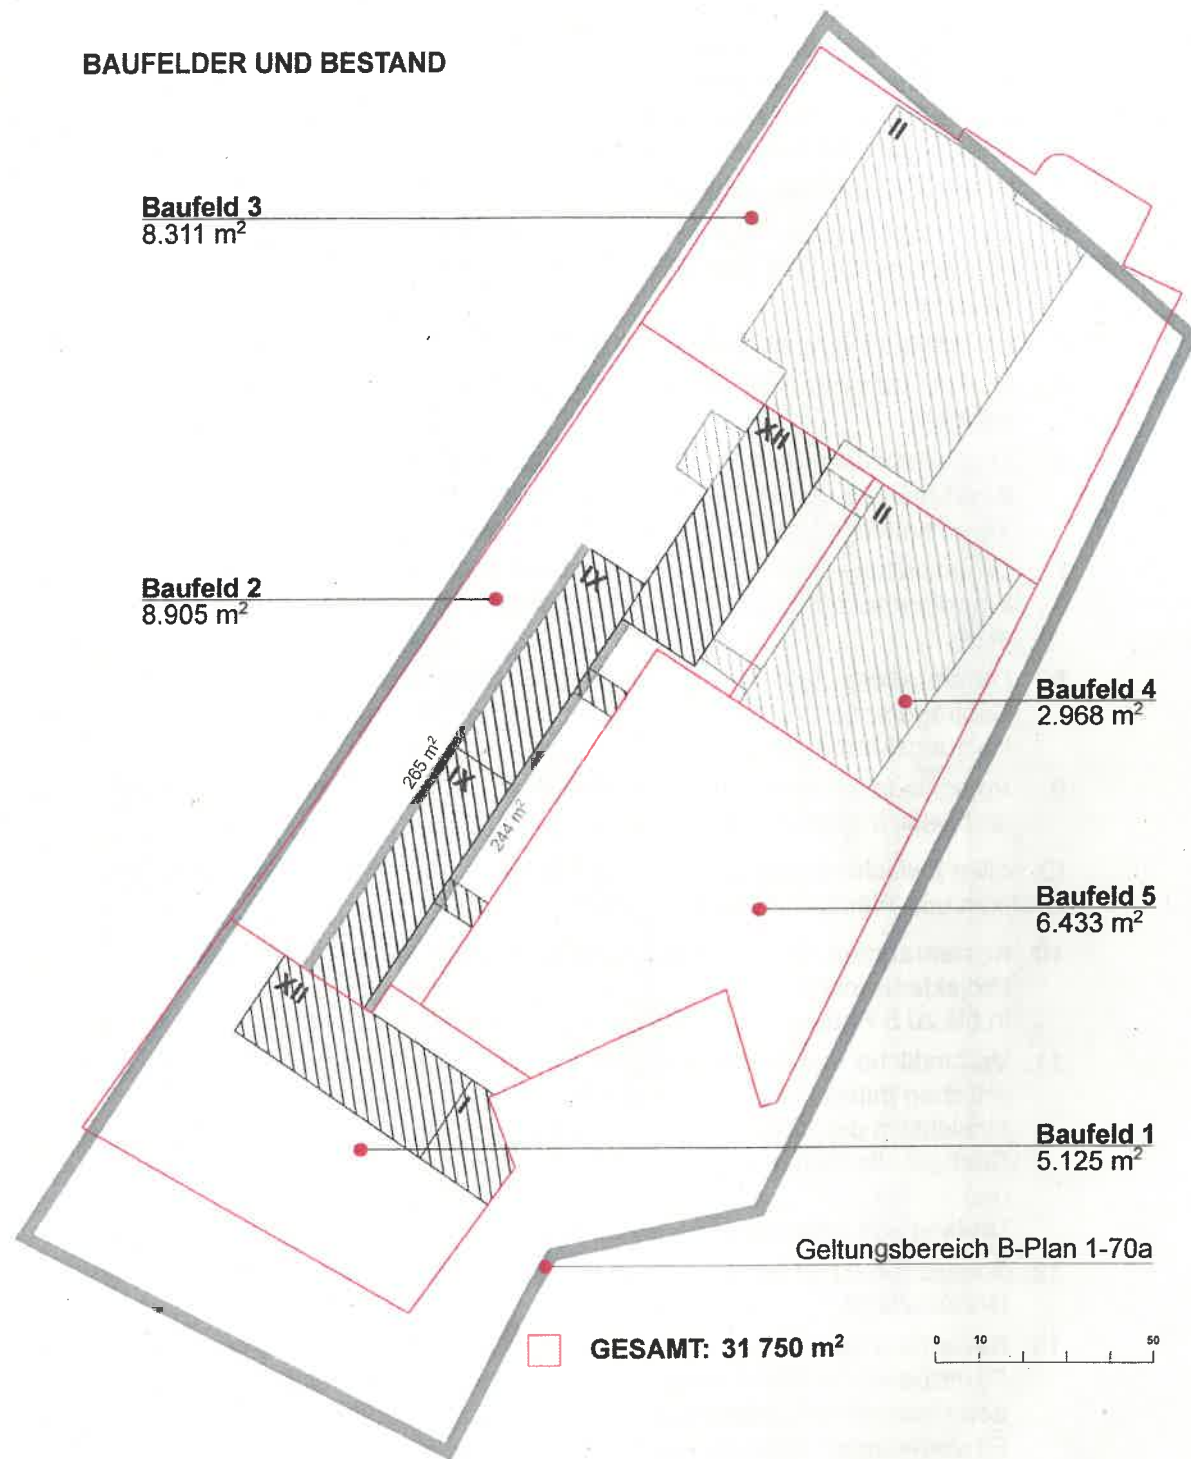 BAUFELDER UND BESTAND
II
Baufeld 3
8.311 m²
XII
II
XI
Baufeld 2
8.905 m²
Baufeld 4
2.968 m²
265 m²
XI
244 m²
Baufeld 5
6.433 m²
XII
I
Baufeld 1
5.125 m²
Geltungsbereich B-Plan 1-70a
GESAMT: 31 750 m²
0 10 50